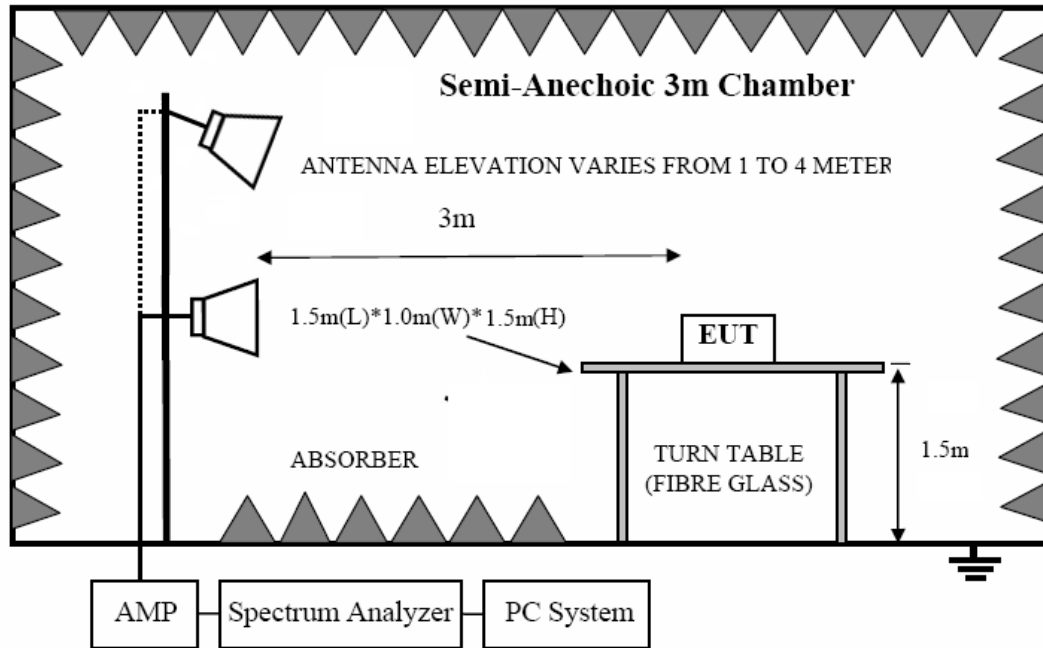 Semi-Anechoic 3m Chamber
ANTENNA ELEVATION VARIES FROM 1 TO 4 METER
3m
1.5m(L)*1.0m(W)*1.5m(H)
EUT
1.5m
ABSORBER
TURN TABLE
(FIBRE GLASS)
AMP
Spectrum Analyzer
PC System